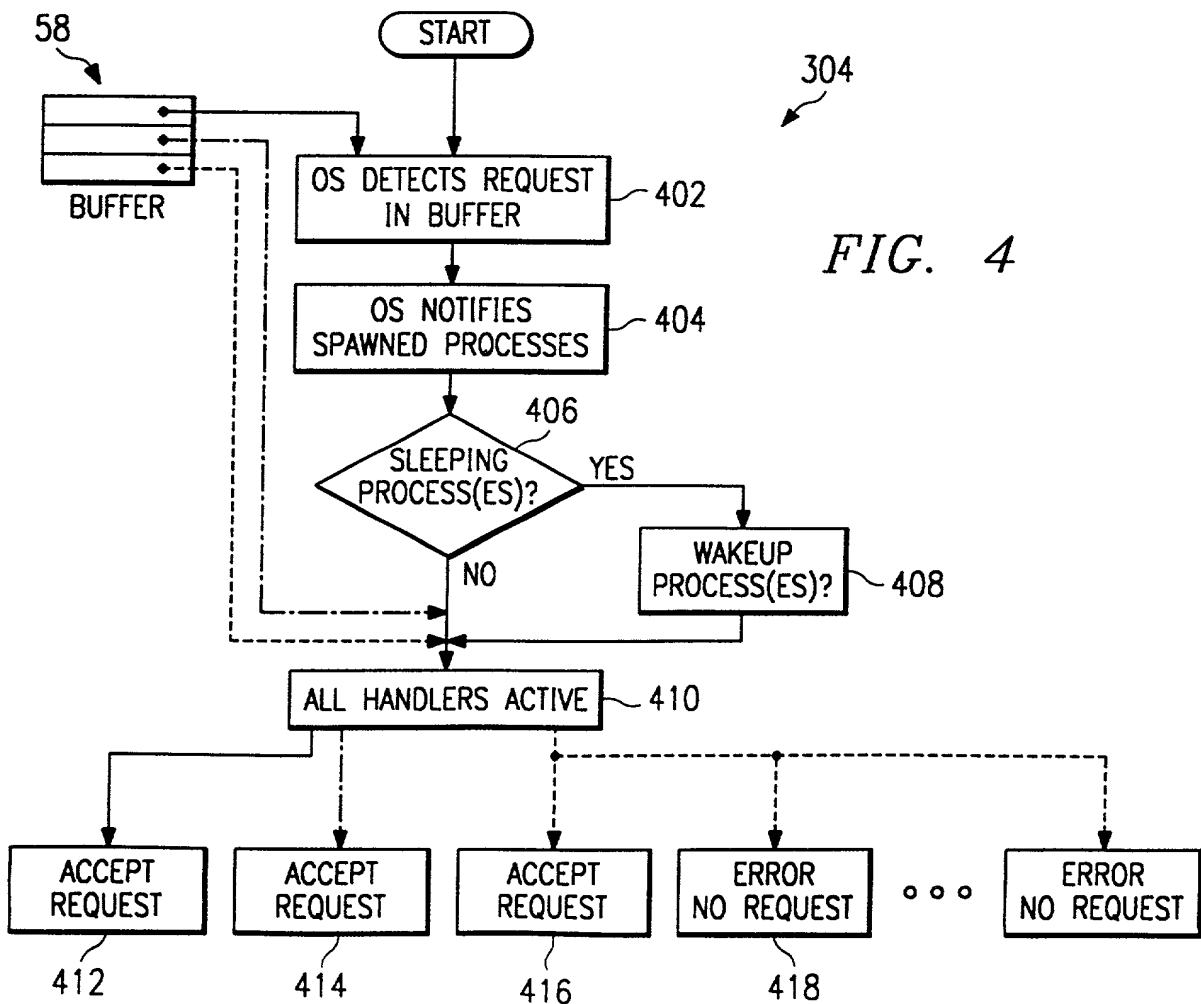 58
START
304
BUFFER
OS DETECTS REQUEST
IN BUFFER
402
FIG. 4
OS NOTIFIES
SPAWNED PROCESSES
404
406
SLEEPING
PROCESS(ES)?
YES
NO
WAKEUP
PROCESS(ES)?
408
ALL HANDLERS ACTIVE
410
ACCEPT
REQUEST
ACCEPT
REQUEST
ACCEPT
REQUEST
ERROR
NO REQUEST
ERROR
NO REQUEST
412
414
416
418